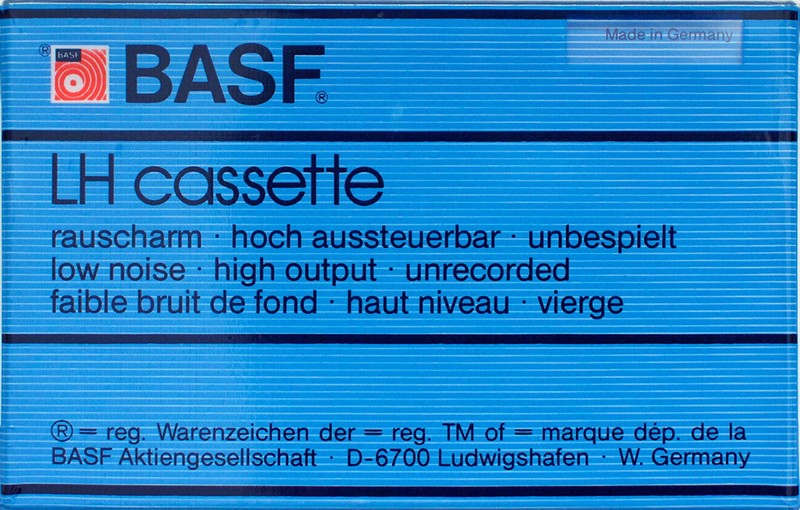 Made in Germany
® BASF
BASF®
LH cassette
rauscharm · hoch aussteuerbar · unbespielt
low noise · high output · unrecorded
faible bruit de fond · haut niveau · vierge
® = reg. Warenzeichen der = reg. TM of = marque dép. de la
BASF Aktiengesellschaft · D-6700 Ludwigshafen · W. Germany